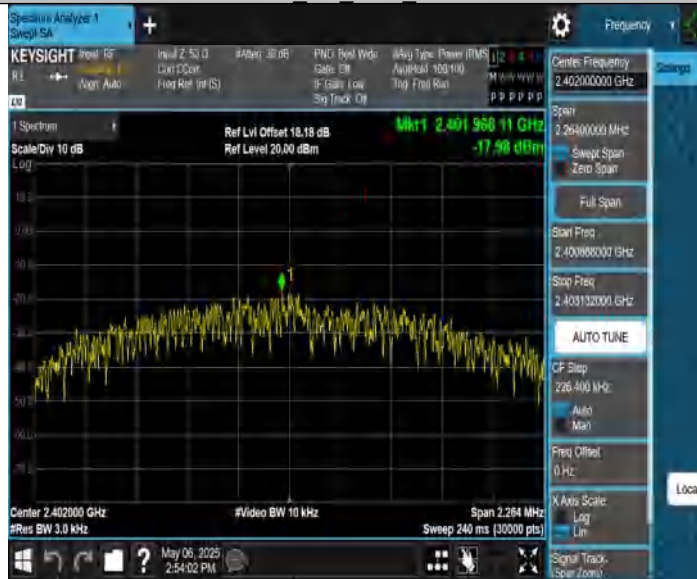 Spectrum Analyzer 1
Swept SA
+
Frequency
KEYSIGHT Input: RF
Input Z: 50 Ω
#Atten: 30 dB
PNO: Best Wide
Avg Type: Power (RMS
RL
Align: Auto
Corr CCorr
Freq Ref: Int (S)
Gate: Off
IF Gain: Low
Sig Track: Off
Avg|Hold: 100/100
Trig: Free Run
P P P P P P
1 Spectrum
Scale/Div 10 dB
Log
Ref Lvl Offset 18.18 dB
Ref Level 20.00 dBm
Mkr1 2.401 968 11 GHz
-17.98 dBm
1
Center 2.402000 GHz
#Res BW 3.0 kHz
#Video BW 10 kHz
Span 2.264 MHz
Sweep 240 ms (30000 pts)
May 06, 2025
2:54:02 PM
?
Center Frequency
2.402000000 GHz
Settings
Span
2.26400000 MHz
Swept Span
Zero Span
Full Span
Start Freq
2.400868000 GHz
Stop Freq
2.403132000 GHz
AUTO TUNE
CF Step
226.400 kHz
Auto
Man
Freq Offset
0 Hz
X Axis Scale
Log
Lin
Signal Track
(Span Zoom)
Loca